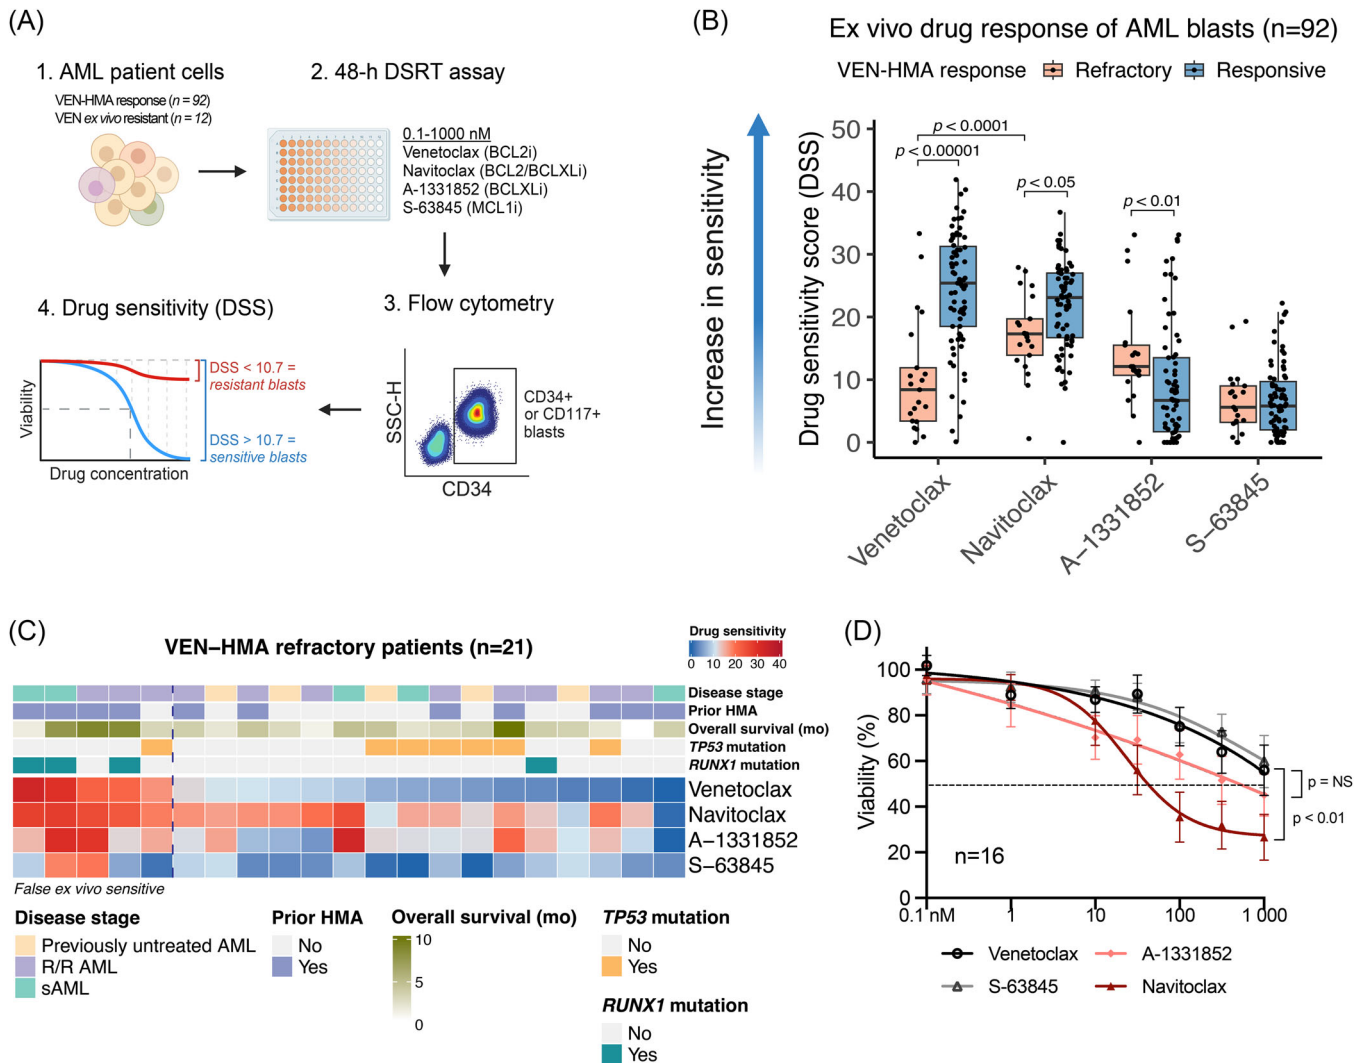 (A)
1. AML patient cells
VEN-HMA response (n = 92)
VEN ex vivo resistant (n = 12)
2. 48-h DSRT assay
0.1-1000 nM
Venetoclax (BCL2i)
Navitoclax (BCL2/BCLXLi)
A-1331852 (BCLXLi)
S-63845 (MCL1i)
3. Flow cytometry
SSC-H
CD34
CD34+
or CD117+
blasts
4. Drug sensitivity (DSS)
Viability
Drug concentration
DSS < 10.7 =
resistant blasts
DSS > 10.7 =
sensitive blasts
(B)
Ex vivo drug response of AML blasts (n=92)
VEN-HMA response Refractory Responsive
Increase in sensitivity
Drug sensitivity score (DSS)
50
40
30
20
10
0
p < 0.0001
p < 0.00001
p < 0.05
p < 0.01
Venetoclax
Navitoclax
A-1331852
S-63845
(C)
VEN-HMA refractory patients (n=21)
Drug sensitivity
0 10 20 30 40
Disease stage
Prior HMA
Overall survival (mo)
TP53 mutation
RUNX1 mutation
Venetoclax
Navitoclax
A-1331852
S-63845
False ex vivo sensitive
Disease stage
Previously untreated AML
R/R AML
sAML
Prior HMA
No
Yes
Overall survival (mo)
10
5
0
TP53 mutation
No
Yes
RUNX1 mutation
No
Yes
(D)
Viability (%)
100
80
60
40
20
0
0.1 nM 1 10 100 1 000
n=16
p = NS
p < 0.01
Venetoclax A-1331852
S-63845 Navitoclax